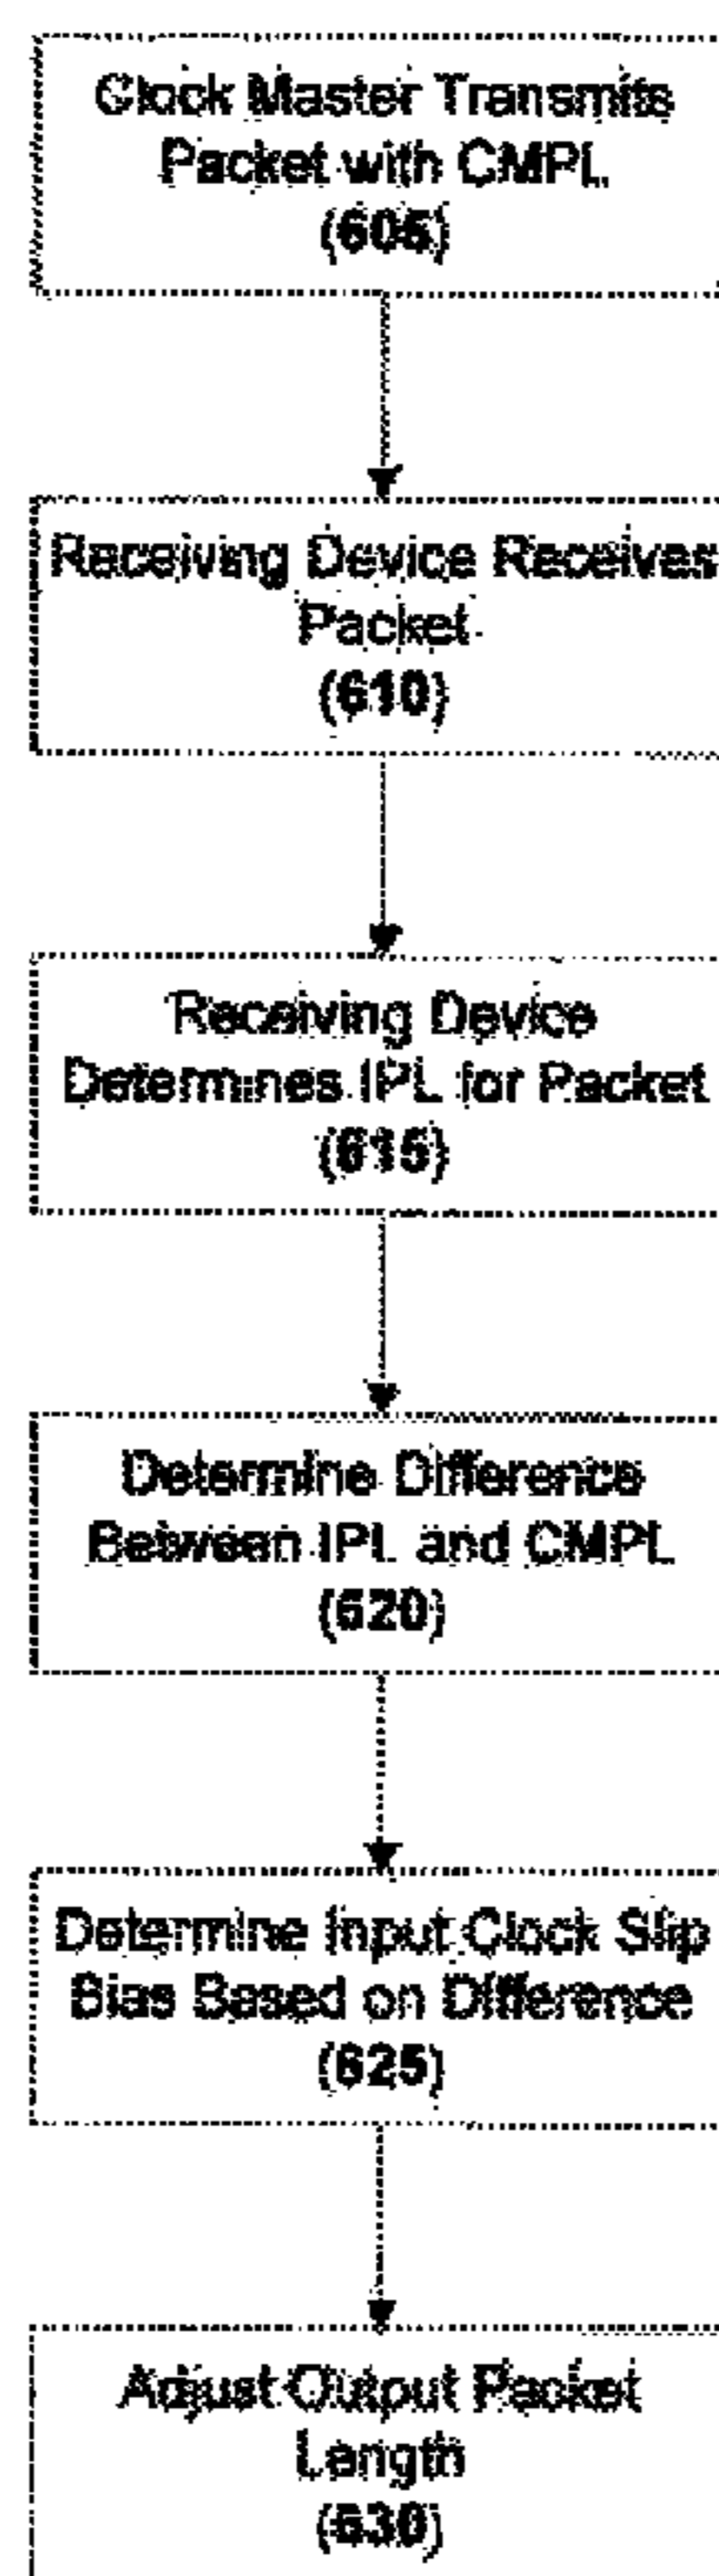 Clock Master Transmits
Packet with CMPL
(605)
Receiving Device Receives
Packet
(610)
Receiving Device
Determines IPL for Packet
(615)
Determine Difference
Between IPL and CMPL
(620)
Determine Input Clock Slip
Bias Based on Difference
(625)
Adjust Output Packet
Length
(630)